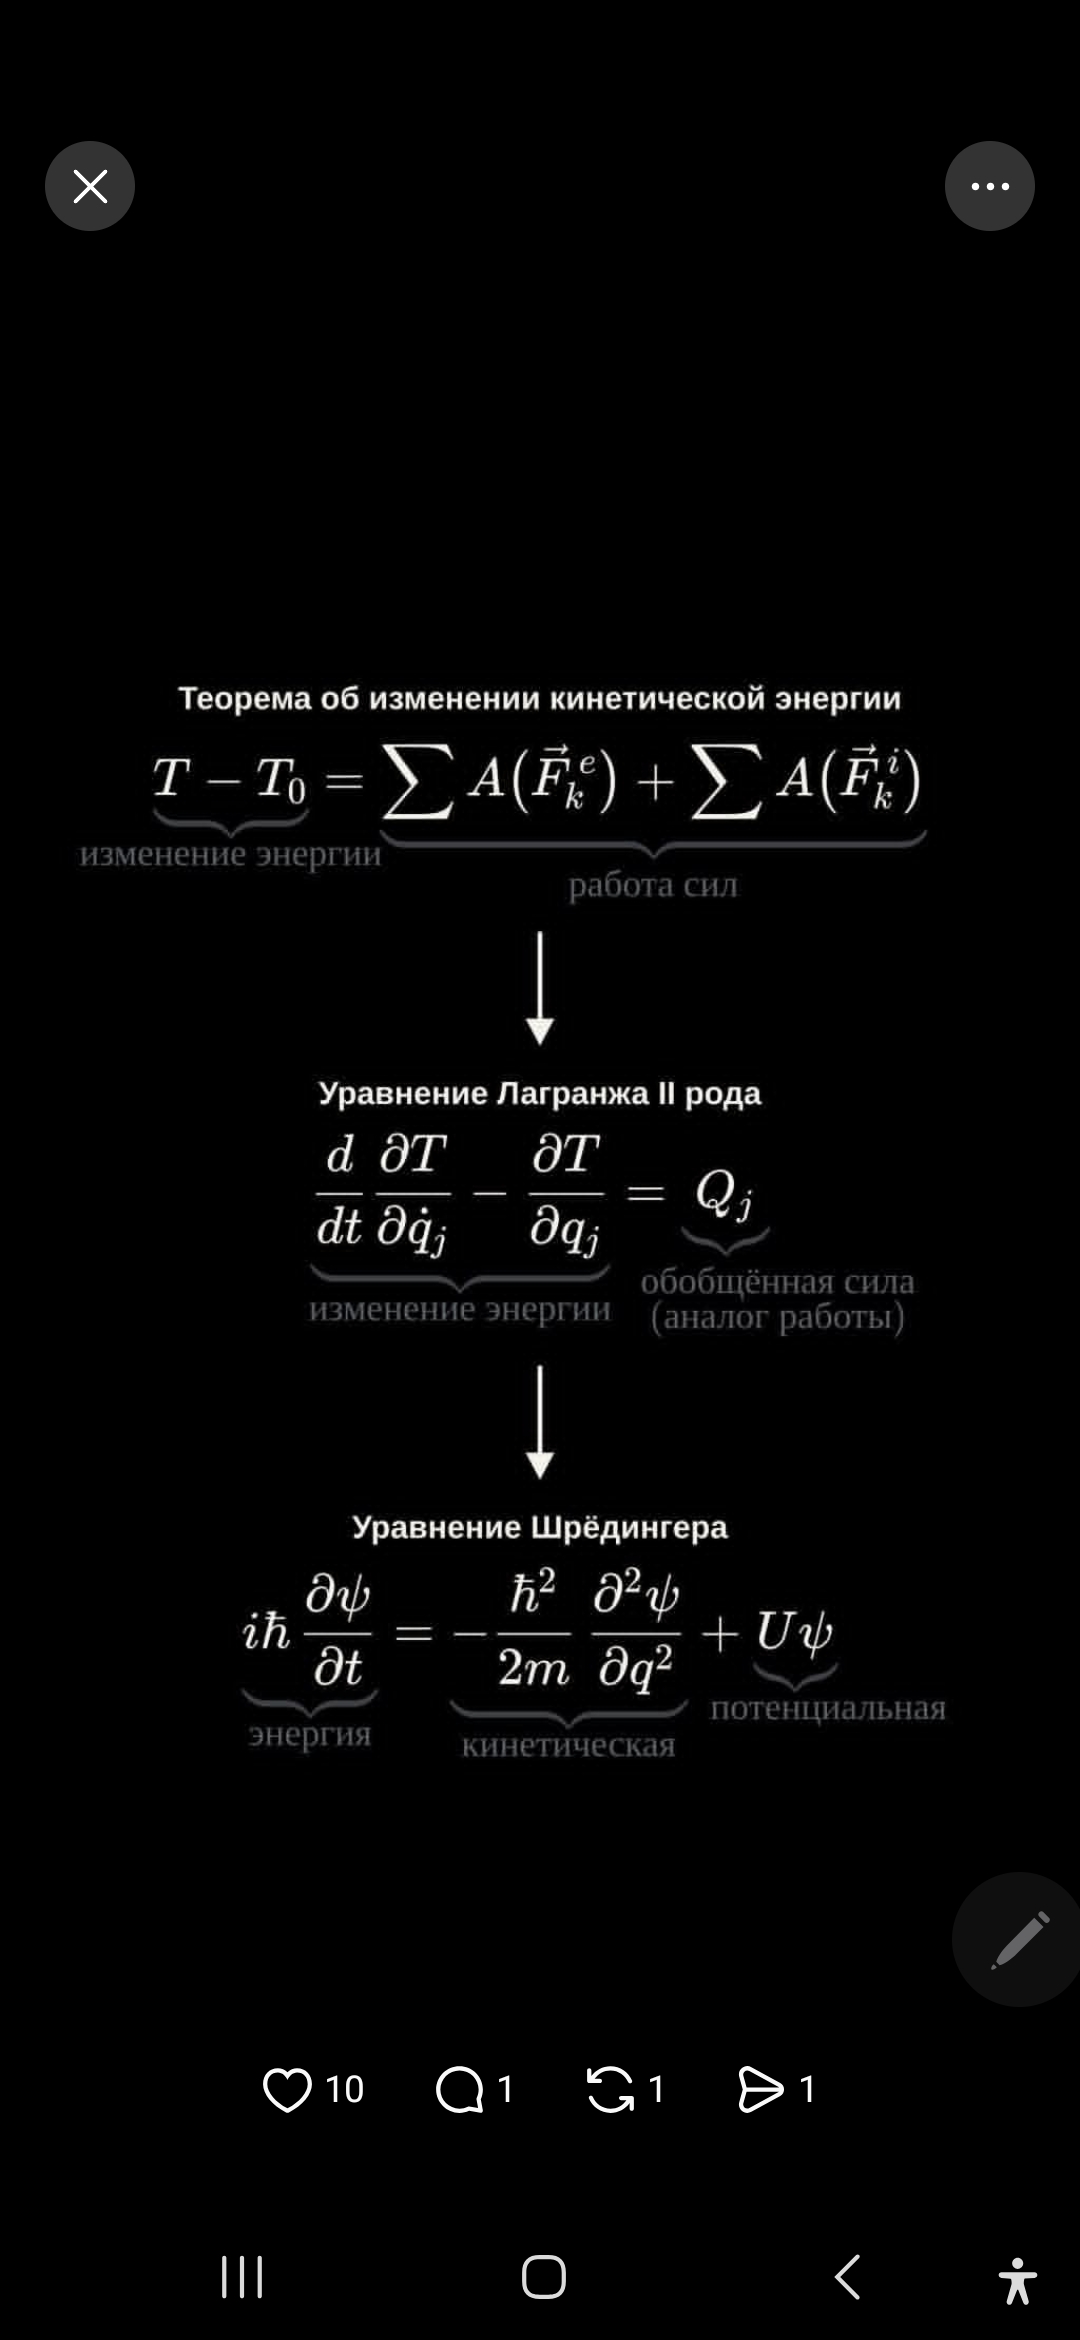 Теорема об изменении кинетической энергии
T − T₀ = ∑ A(F⃗ₖᵉ) + ∑ A(F⃗ₖⁱ)
изменение энергии
работа сил
Уравнение Лагранжа II рода
d/dt ∂T/∂q̇ⱼ − ∂T/∂qⱼ = Qⱼ
изменение энергии
обобщённая сила
(аналог работы)
Уравнение Шрёдингера
iħ ∂ψ/∂t = − ħ²/2m ∂²ψ/∂q² + Uψ
энергия
кинетическая
потенциальная
10 1 1 1